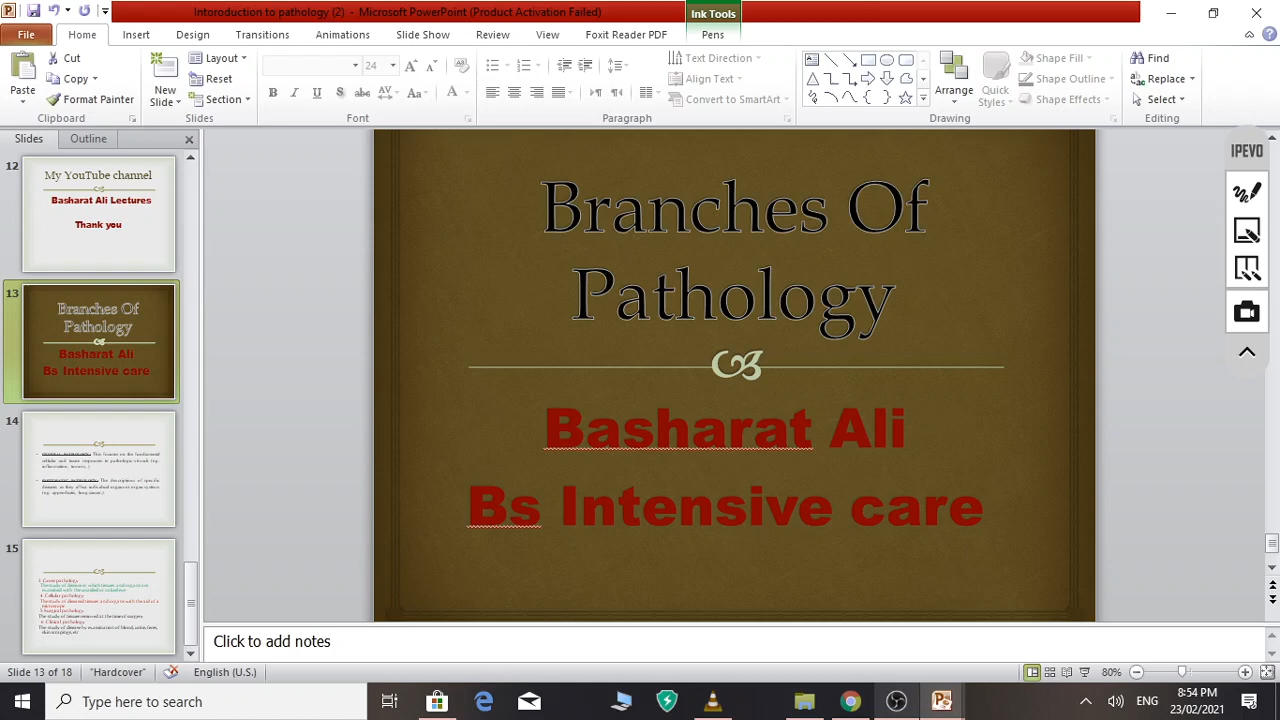 Intoroduction to pathology (2) - Microsoft PowerPoint (Product Activation Failed)
Ink Tools
File
Home
Insert
Design
Transitions
Animations
Slide Show
Review
View
Foxit Reader PDF
Pens
Paste
Cut
Copy
Format Painter
Clipboard
New
Slide
Layout
Reset
Section
Slides
24
Font
Text Direction
Align Text
Convert to SmartArt
Paragraph
Arrange
Quick
Styles
Shape Fill
Shape Outline
Shape Effects
Drawing
Find
Replace
Select
Editing
Slides
Outline
12
My YouTube channel
Basharat Ali Lectures
Thank you
13
Branches Of
Pathology
Basharat Ali
Bs Intensive care
14
15
Branches Of
Pathology
Basharat Ali
Bs Intensive care
IPEVO
Click to add notes
Slide 13 of 18
"Hardcover"
English (U.S.)
80%
Type here to search
ENG
8:54 PM
23/02/2021